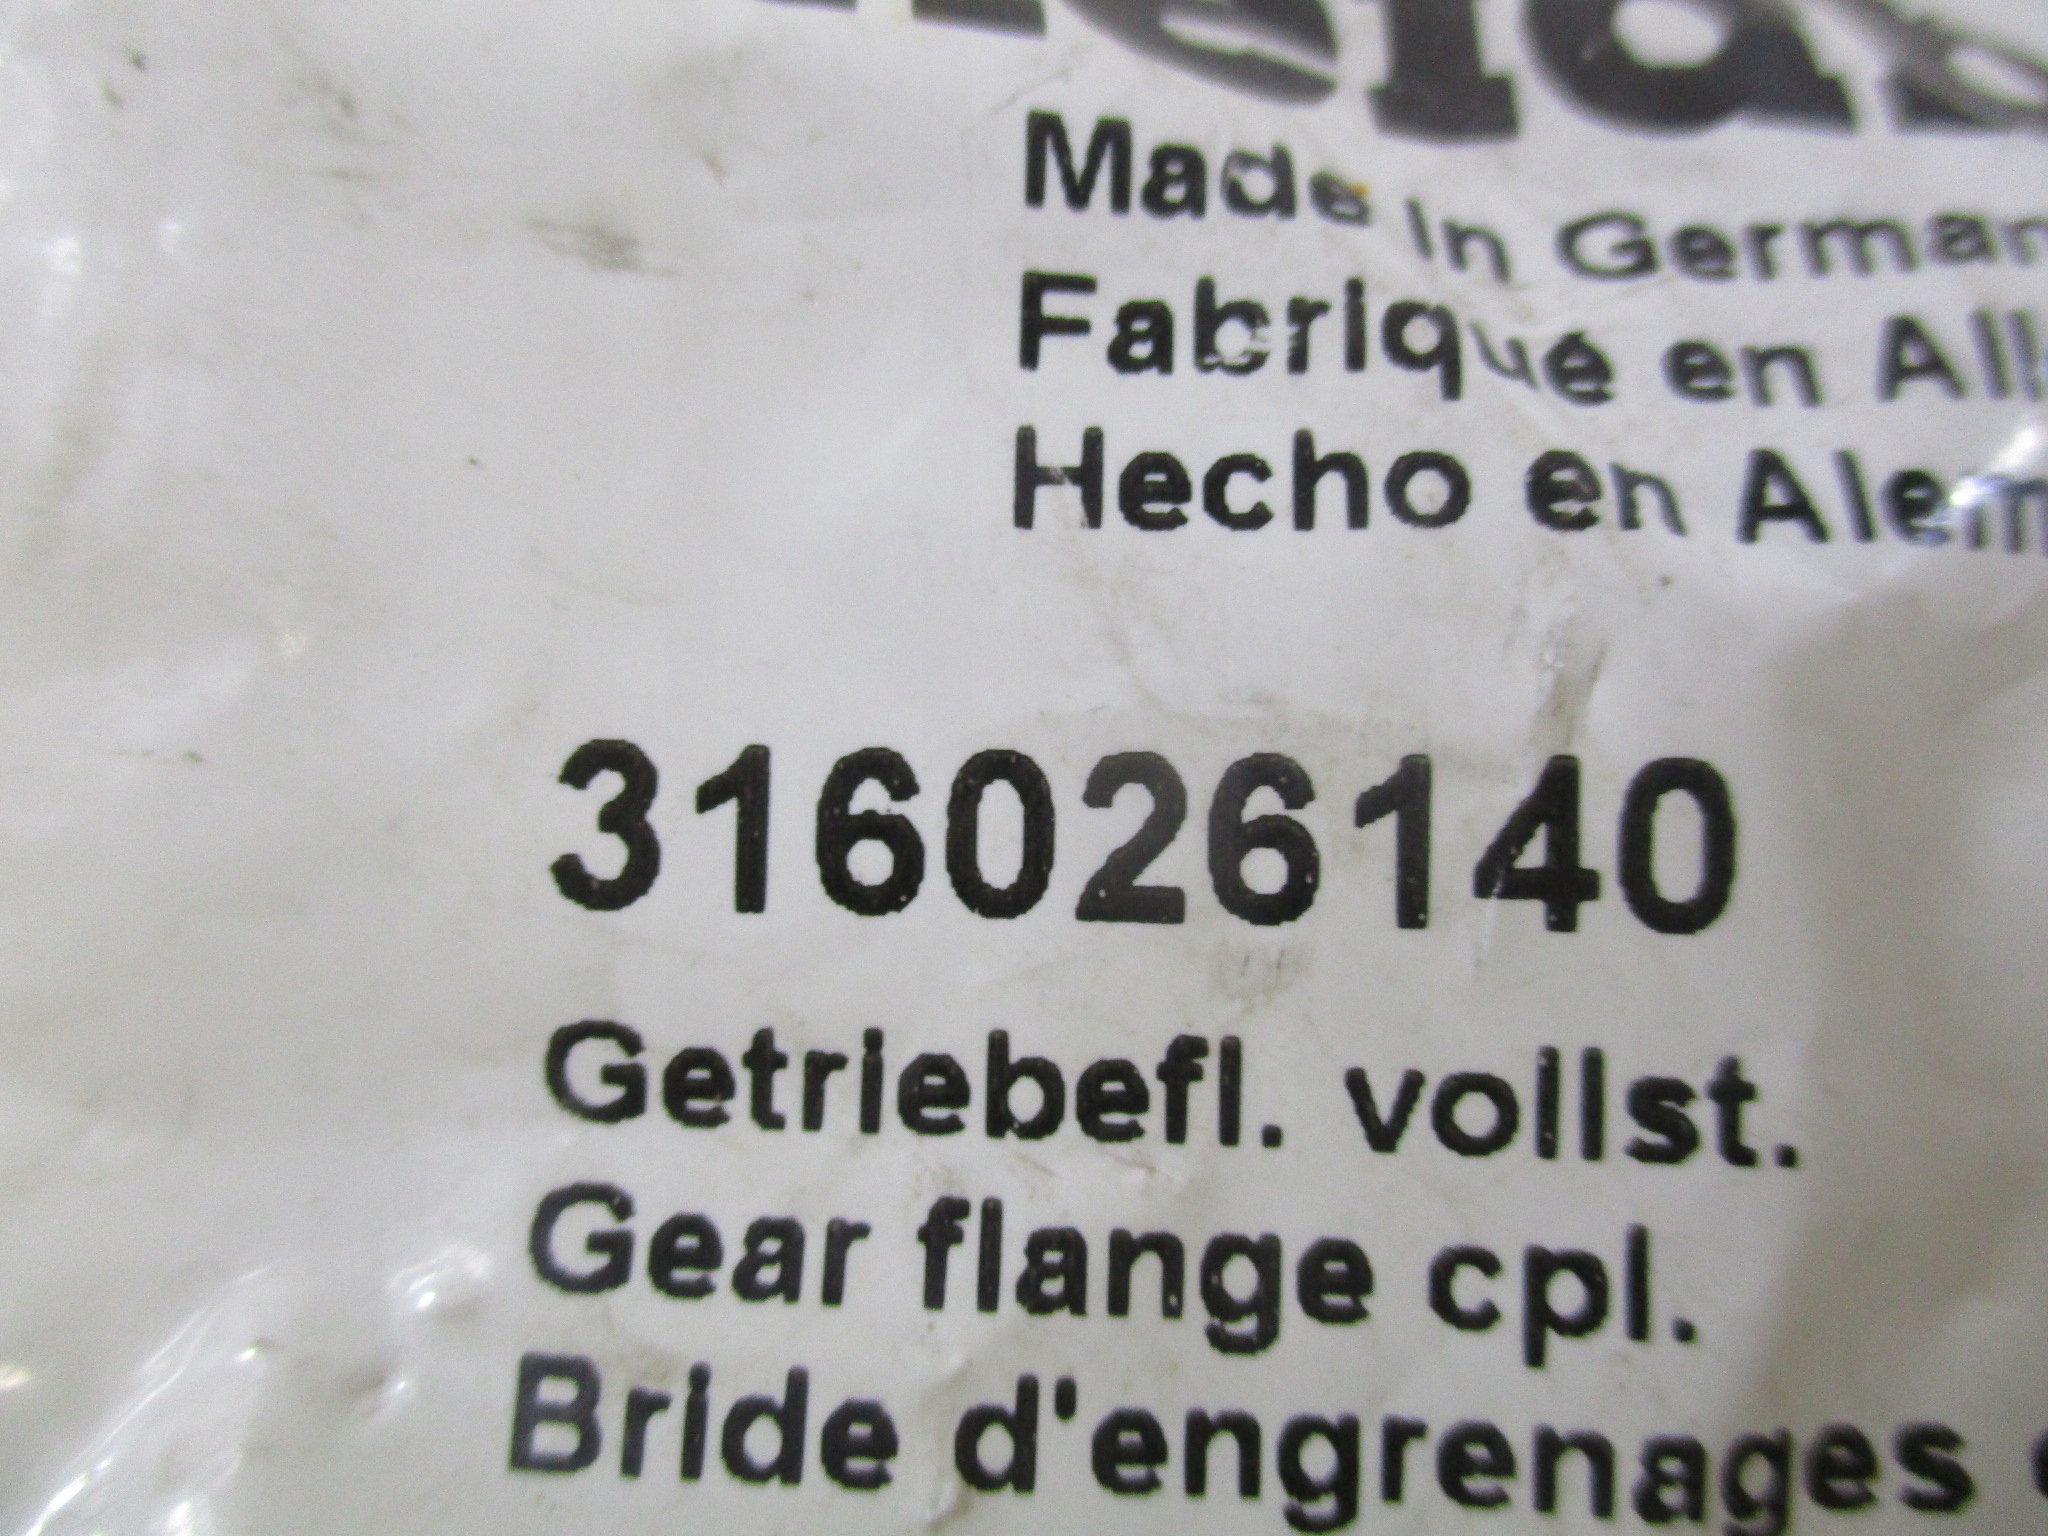 Made in German
Fabriqué en All
Hecho en Alem
316026140
Getriebefl. vollst.
Gear flange cpl.
Bride d'engrenages